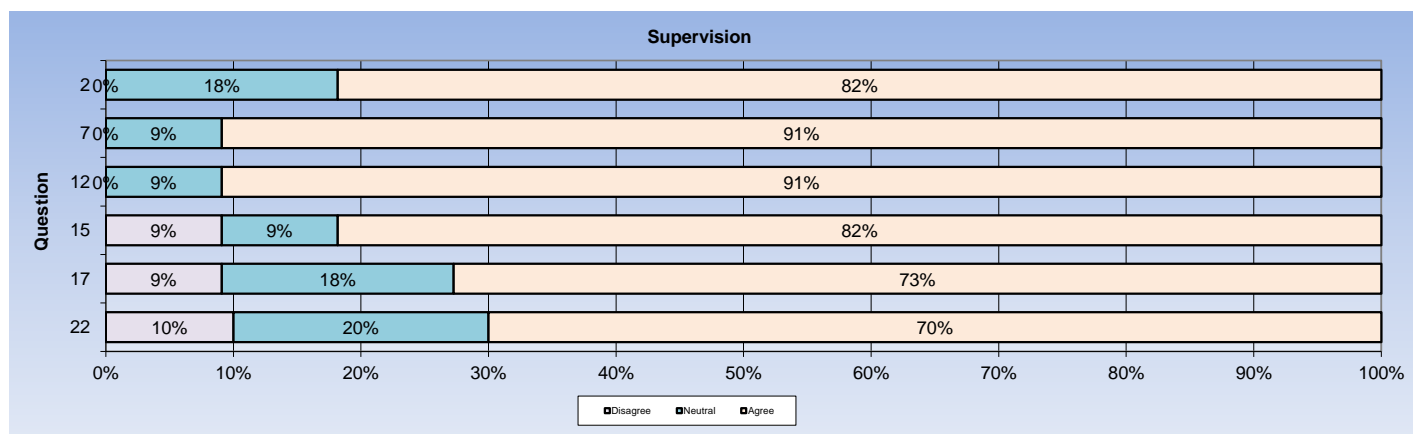 Supervision
Question
2 0% 18% 82%
7 0% 9% 91%
12 0% 9% 91%
15 9% 9% 82%
17 9% 18% 73%
22 10% 20% 70%
0% 10% 20% 30% 40% 50% 60% 70% 80% 90% 100%
Disagree Neutral Agree